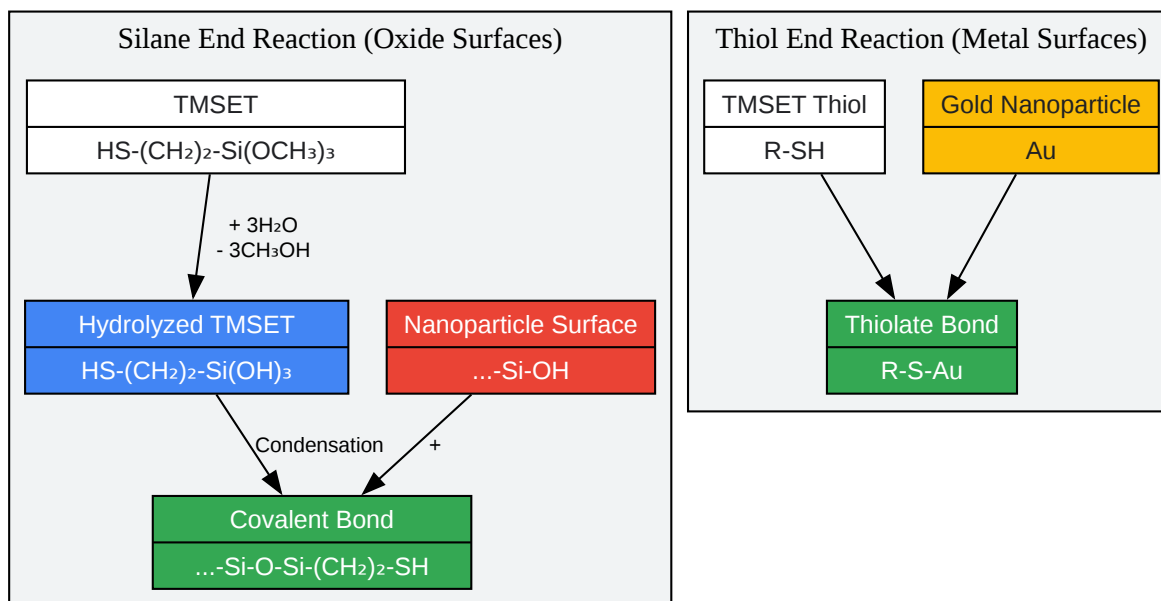 Silane End Reaction (Oxide Surfaces)
TMSET
HS-(CH₂)₂-Si(OCH₃)₃
+ 3H₂O
- 3CH₃OH
Hydrolyzed TMSET
HS-(CH₂)₂-Si(OH)₃
Nanoparticle Surface
...-Si-OH
Condensation
+
Covalent Bond
...-Si-O-Si-(CH₂)₂-SH
Thiol End Reaction (Metal Surfaces)
TMSET Thiol
R-SH
Gold Nanoparticle
Au
Thiolate Bond
R-S-Au